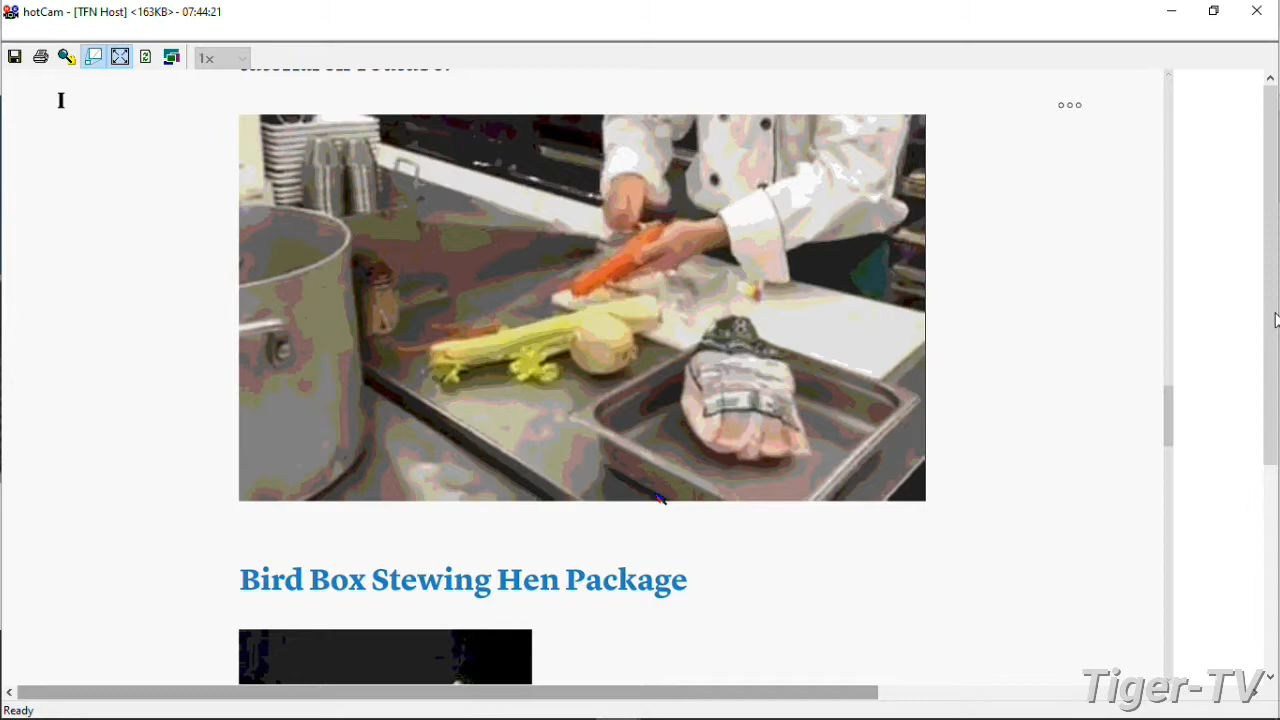 hotCam - [TFN Host] <163KB> - 07:44:21
1x
Bird Box Stewing Hen Package
Tiger-TV
Ready